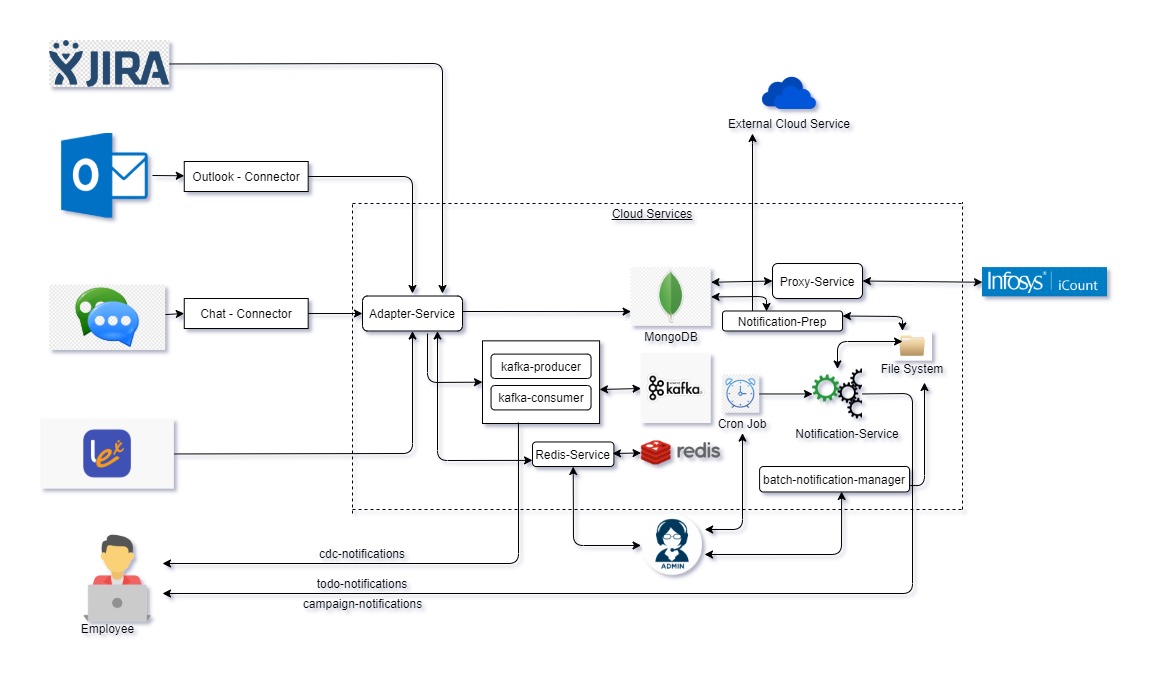 JIRA
External Cloud Service
O
Outlook - Connector
Cloud Services
Infosys® | iCount
Proxy-Service
Chat - Connector
Adapter-Service
Notification-Prep
MongoDB
File System
kafka-producer
kafka-consumer
kafka
Cron Job
Notification-Service
Lex
Redis-Service
redis
batch-notification-manager
ADMIN
cdc-notifications
todo-notifications
campaign-notifications
Employee